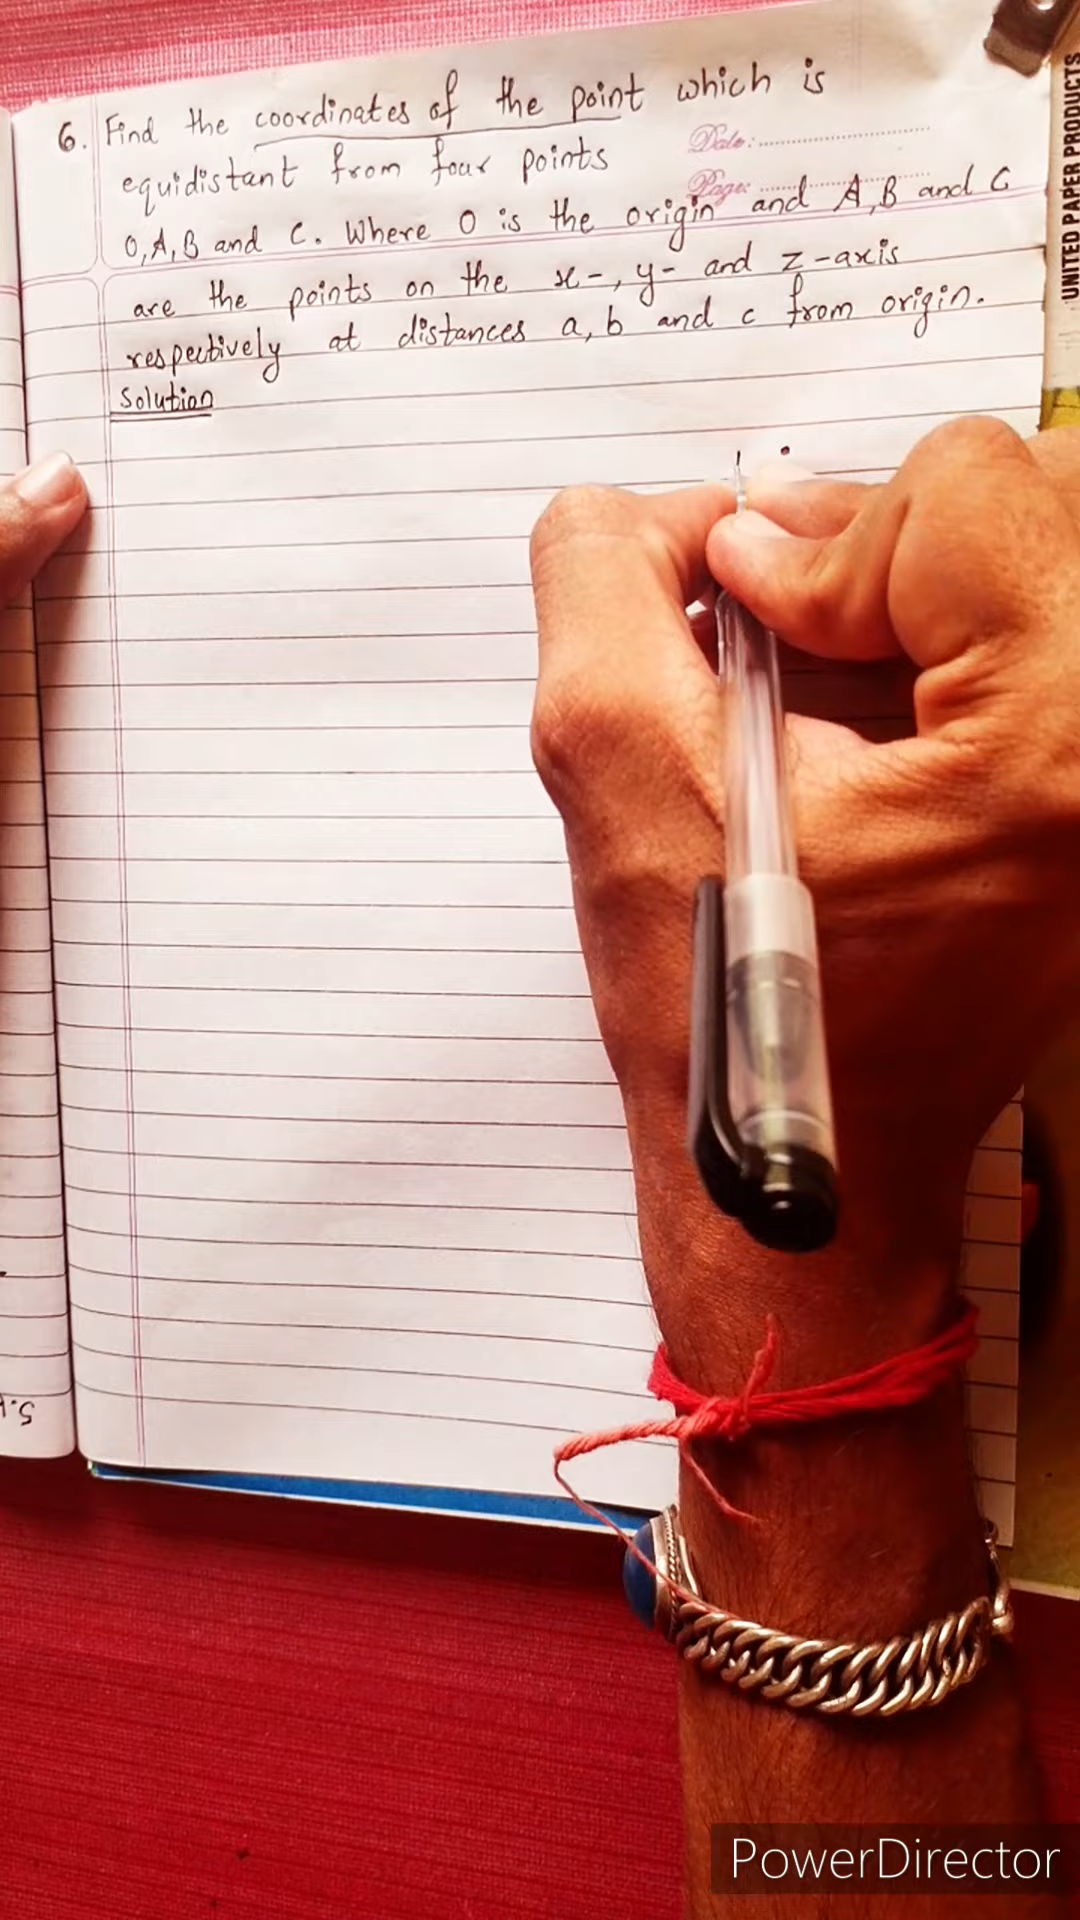 6. Find the coordinates of the point which is
Date:
equidistant from four points
Page:
O, A, B and C. Where O is the origin and A, B and C
are the points on the x-, y- and z-axis
respectively at distances a, b and c from origin.
Solution
UNITED PAPER PRODUCTS
PowerDirector